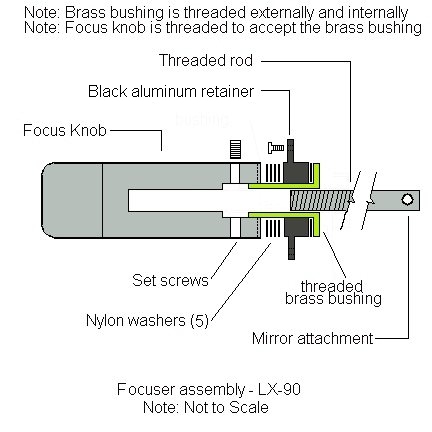 Note: Brass bushing is threaded externally and internally
Note: Focus knob is threaded to accept the brass bushing
Threaded rod
Black aluminum retainer
Focus Knob
Set screws
threaded
brass bushing
Nylon washers (5)
Mirror attachment
Focuser assembly - LX-90
Note: Not to Scale